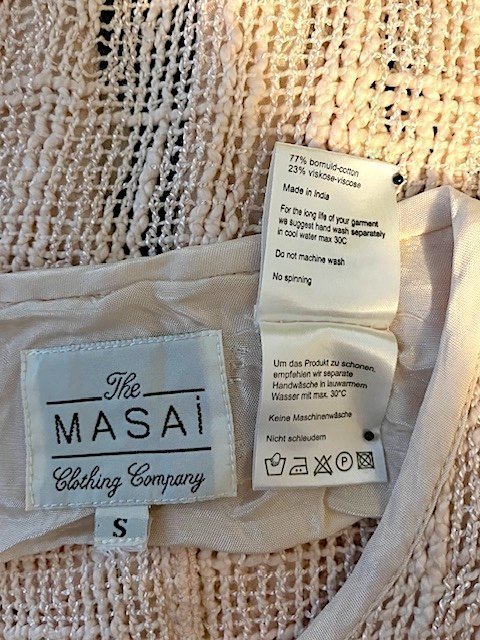 77% bomuld-cotton
23% viskose-viscose
Made in India
For the long life of your garment
we suggest hand wash separately
in cool water max 30C
Do not machine wash
No spinning
Um das Produkt zu schonen,
empfehlen wir separate
Handwäsche in lauwarmem
Wasser mit max. 30°C
Keine Maschinenwäsche
Nicht schleudern
The
MASAi
Clothing Company
S